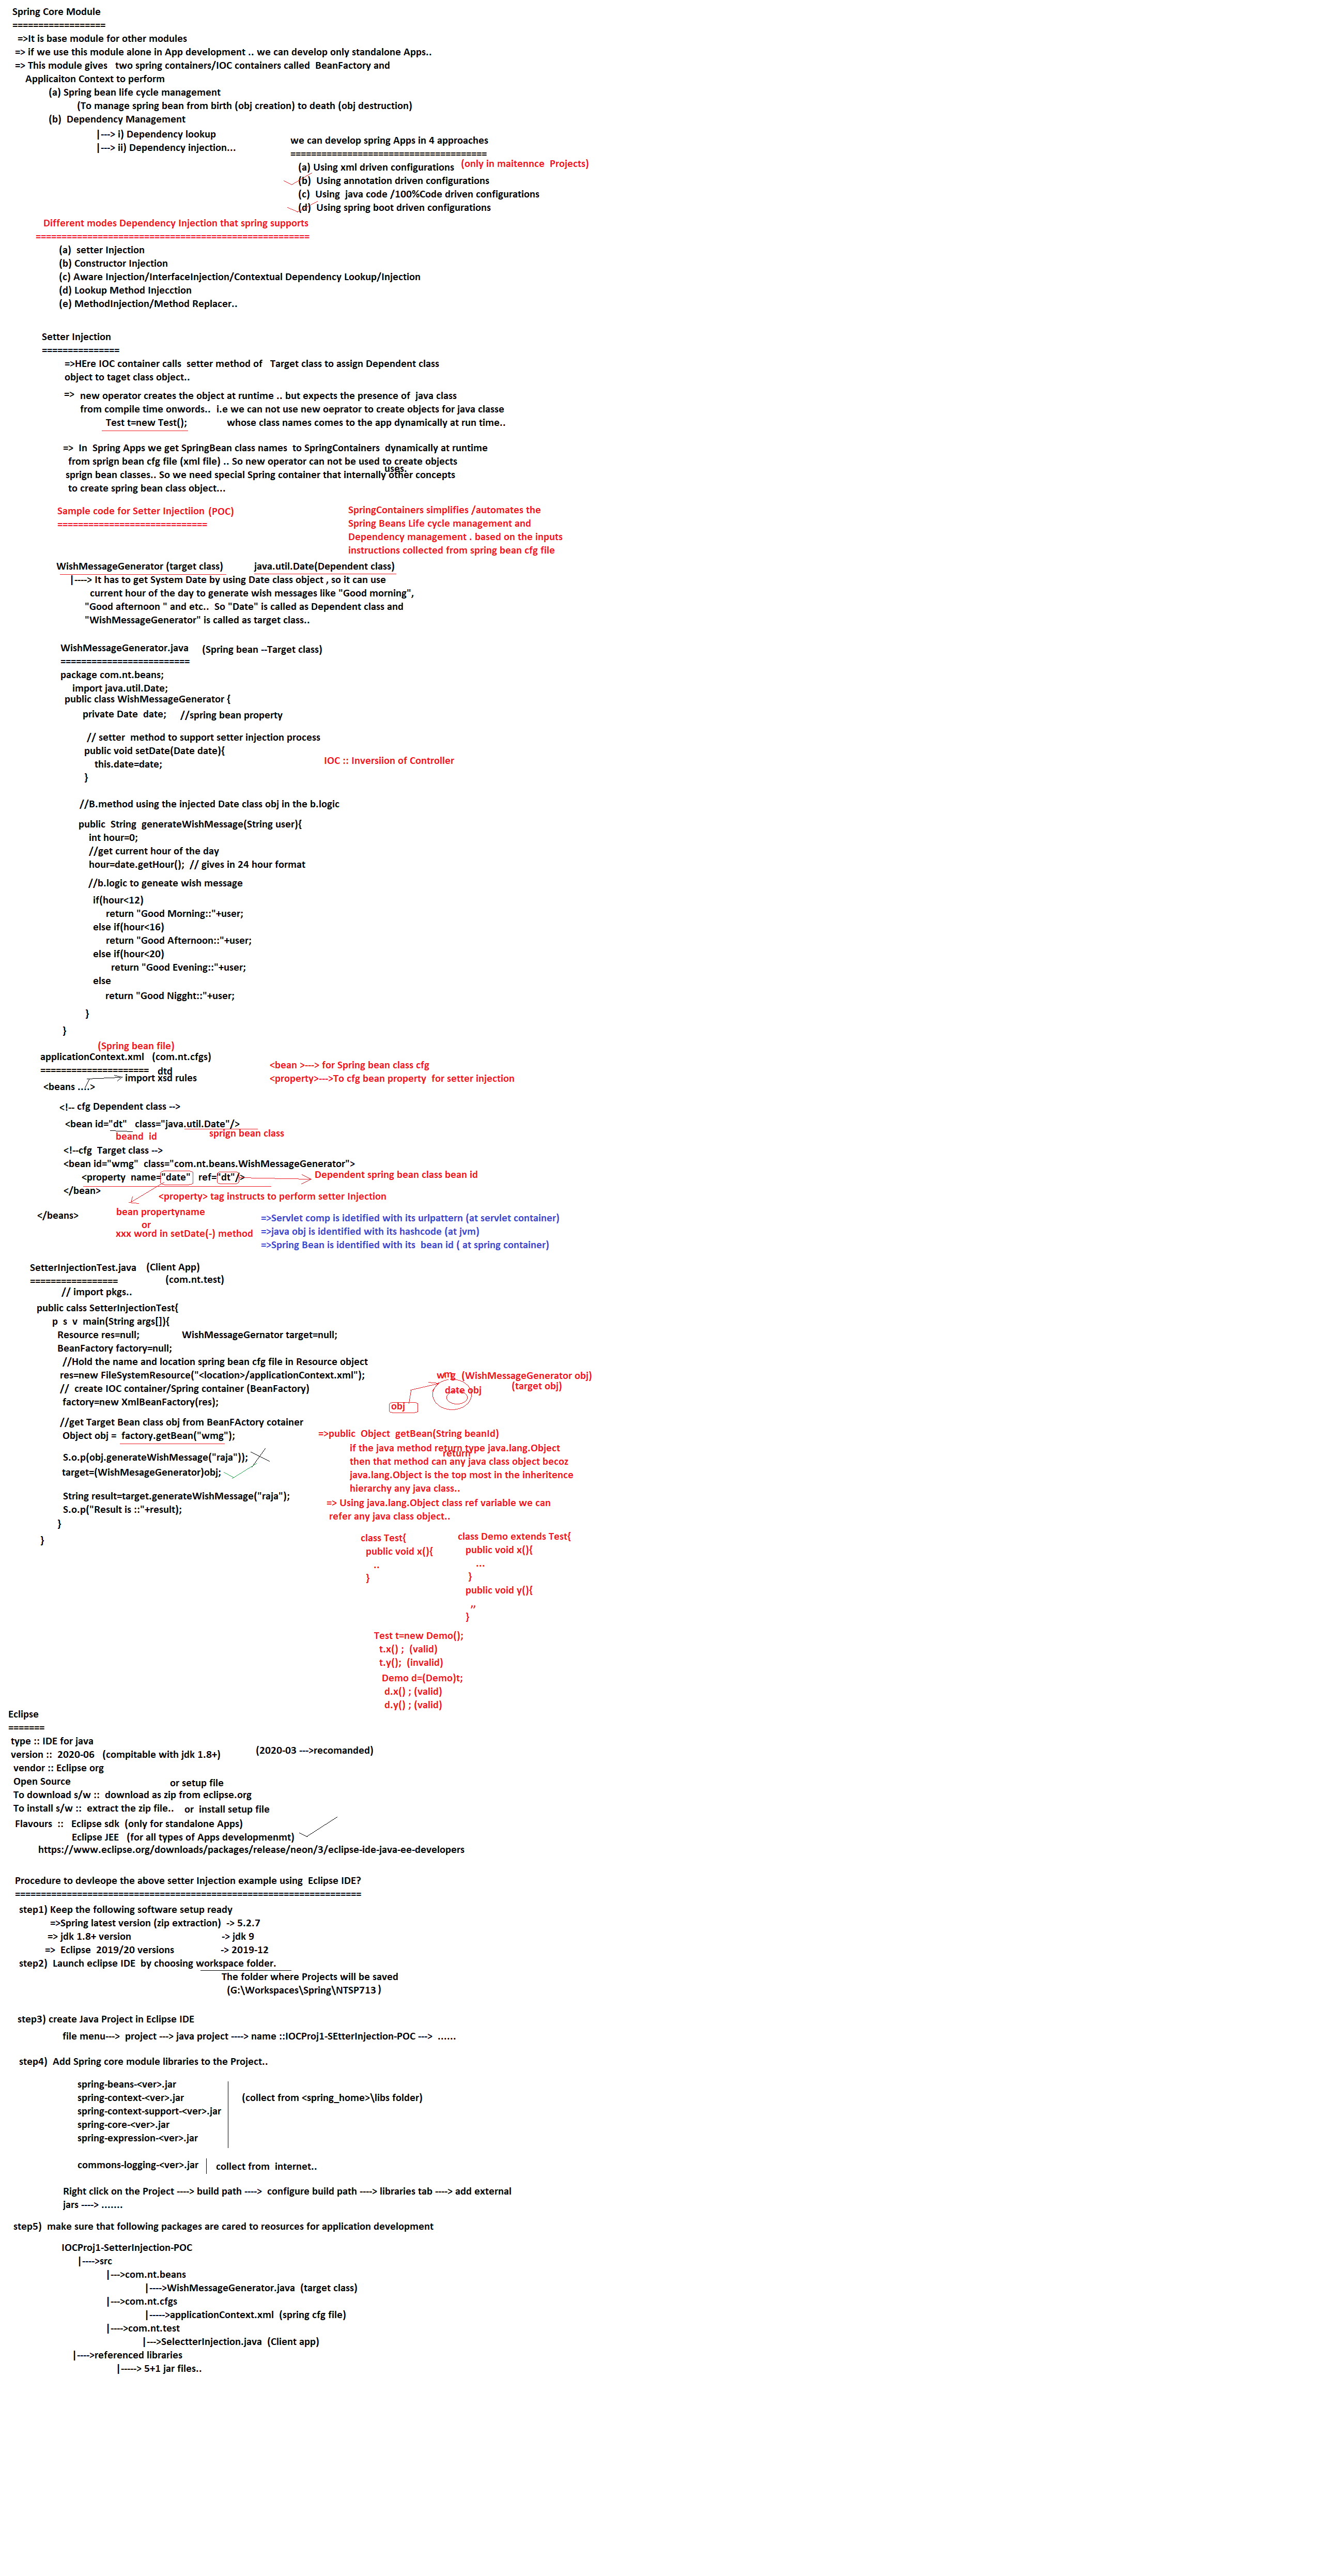 Spring Core Module
==================
=>It is base module for other modules
=> if we use this module alone in App development .. we can develop only standalone Apps..
=> This module gives   two spring containers/IOC containers called  BeanFactory and
Applicaiton Context to perform
(a) Spring bean life cycle management
(To manage spring bean from birth (obj creation) to death (obj destruction)
(b)  Dependency Management
|---> i) Dependency lookup
|---> ii) Dependency injection...
we can develop spring Apps in 4 approaches
======================================
(a) Using xml driven configurations   (only in maitennce  Projects)
(b)  Using annotation driven configurations
(c)  Using  java code /100%Code driven configurations
(d)  Using spring boot driven configurations
Different modes Dependency Injection that spring supports
=====================================================
(a)  setter Injection
(b) Constructor Injection
(c) Aware Injection/InterfaceInjection/Contextual Dependency Lookup/Injection
(d) Lookup Method Injecction
(e) MethodInjection/Method Replacer..
Setter Injection
===============
=>HEre IOC container calls  setter method of   Target class to assign Dependent class
object to taget class object..
=>  new operator creates the object at runtime .. but expects the presence of  java class
from compile time onwords..  i.e we can not use new oeprator to create objects for java classe
Test t=new Test();          whose class names comes to the app dynamically at run time..
=>  In  Spring Apps we get SpringBean class names  to SpringContainers  dynamically at runtime
from sprign bean cfg file (xml file) .. So new operator can not be used to create objects
uses.
sprign bean classes.. So we need special Spring container that internally other concepts
to create spring bean class object...
Sample code for Setter Injectiion (POC)
=============================
SpringContainers simplifies /automates the
Spring Beans Life cycle management and
Dependency management . based on the inputs
instructions collected from spring bean cfg file
WishMessageGenerator (target class)          java.util.Date(Dependent class)
|----> It has to get System Date by using Date class object , so it can use
current hour of the day to generate wish messages like "Good morning",
"Good afternoon " and etc..  So "Date" is called as Dependent class and
"WishMessageGenerator" is called as target class..
WishMessageGenerator.java     (Spring bean --Target class)
=========================
package com.nt.beans;
import java.util.Date;
public class WishMessageGenerator {
private Date  date;     //spring bean property
// setter  method to support setter injection process
public void setDate(Date date){
this.date=date;
}
IOC :: Inversiion of Controller
//B.method using the injected Date class obj in the b.logic
public  String  generateWishMessage(String user){
int hour=0;
//get current hour of the day
hour=date.getHour();  // gives in 24 hour format
//b.logic to geneate wish message
if(hour<12)
return "Good Morning::"+user;
else if(hour<16)
return "Good Afternoon::"+user;
else if(hour<20)
return "Good Evening::"+user;
else
return "Good Nigght::"+user;
}
}
(Spring bean file)
applicationContext.xml   (com.nt.cfgs)
=====================   dtd
import xsd rules
<beans ....>
<bean >---> for Spring bean class cfg
<property>--->To cfg bean property  for setter injection
<!-- cfg Dependent class -->
<bean id="dt"   class="java.util.Date"/>
beand  id
sprign bean class
<!--cfg  Target class -->
<bean id="wmg"  class="com.nt.beans.WishMessageGenerator">
<property  name="date"   ref="dt"/>
Dependent spring bean class bean id
</bean>
<property> tag instructs to perform setter Injection
</beans>
bean propertyname
or
xxx word in setDate(-) method
=>Servlet comp is idetified with its urlpattern (at servlet container)
=>java obj is identified with its hashcode (at jvm)
=>Spring Bean is identified with its  bean id ( at spring container)
SetterInjectionTest.java    (Client App)
=================          (com.nt.test)
// import pkgs..
public calss SetterInjectionTest{
p  s  v  main(String args[]){
Resource res=null;          WishMessageGernator target=null;
BeanFactory factory=null;
//Hold the name and location spring bean cfg file in Resource object
res=new FileSystemResource("<location>/applicationContext.xml");
//  create IOC container/Spring container (BeanFactory)
factory=new XmlBeanFactory(res);
wmg  (WishMessageGenerator obj)
date obj          (target obj)
obj
//get Target Bean class obj from BeanFActory cotainer
Object obj =  factory.getBean("wmg");
S.o.p(obj.generateWishMessage("raja"));
target=(WishMesageGenerator)obj;
String result=target.generateWishMessage("raja");
S.o.p("Result is ::"+result);
}
}
=>public  Object  getBean(String beanId)
if the java method return type java.lang.Object
return
then that method can any java class object becoz
java.lang.Object is the top most in the inheritence
hierarchy any java class..
=> Using java.lang.Object class ref variable we can
refer any java class object..
class Test{
public void x(){
..
}
class Demo extends Test{
public void x(){
...
}
public void y(){
,,
}
Test t=new Demo();
t.x() ;  (valid)
t.y();  (invalid)
Demo d=(Demo)t;
d.x() ; (valid)
d.y() ; (valid)
Eclipse
=======
type :: IDE for java
version ::  2020-06   (compitable with jdk 1.8+)          (2020-03 --->recomanded)
vendor :: Eclipse org
Open Source
or setup file
To download s/w ::  download as zip from eclipse.org
To install s/w ::  extract the zip file..    or  install setup file
Flavours  ::   Eclipse sdk  (only for standalone Apps)
Eclipse JEE   (for all types of Apps developmenmt)
https://www.eclipse.org/downloads/packages/release/neon/3/eclipse-ide-java-ee-developers
Procedure to devleope the above setter Injection example using  Eclipse IDE?
===================================================================
step1) Keep the following software setup ready
=>Spring latest version (zip extraction)  -> 5.2.7
=> jdk 1.8+ version                    -> jdk 9
=>  Eclipse  2019/20 versions          -> 2019-12
step2)  Launch eclipse IDE  by choosing workspace folder.
The folder where Projects will be saved
(G:\Workspaces\Spring\NTSP713 )
step3) create Java Project in Eclipse IDE
file menu--->  project ---> java project ----> name ::IOCProj1-SEtterInjection-POC --->  ......
step4)  Add Spring core module libraries to the Project..
spring-beans-<ver>.jar
spring-context-<ver>.jar          (collect from <spring_home>\libs folder)
spring-context-support-<ver>.jar
spring-core-<ver>.jar
spring-expression-<ver>.jar
commons-logging-<ver>.jar     collect from  internet..
Right click on the Project ----> build path ---->  configure build path ----> libraries tab ----> add external
jars ----> .......
step5)  make sure that following packages are cared to reosurces for application development
IOCProj1-SetterInjection-POC
|---->src
|--->com.nt.beans
|---->WishMessageGenerator.java  (target class)
|--->com.nt.cfgs
|----->applicationContext.xml  (spring cfg file)
|---->com.nt.test
|--->SelectterInjection.java  (Client app)
|---->referenced libraries
|-----> 5+1 jar files..